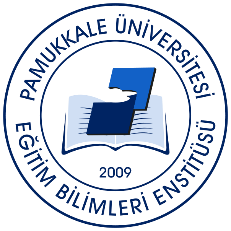 PAMUKKALE ÜNİVERSİTESİ
2009
EĞİTİM BİLİMLERİ ENSTİTÜSÜ